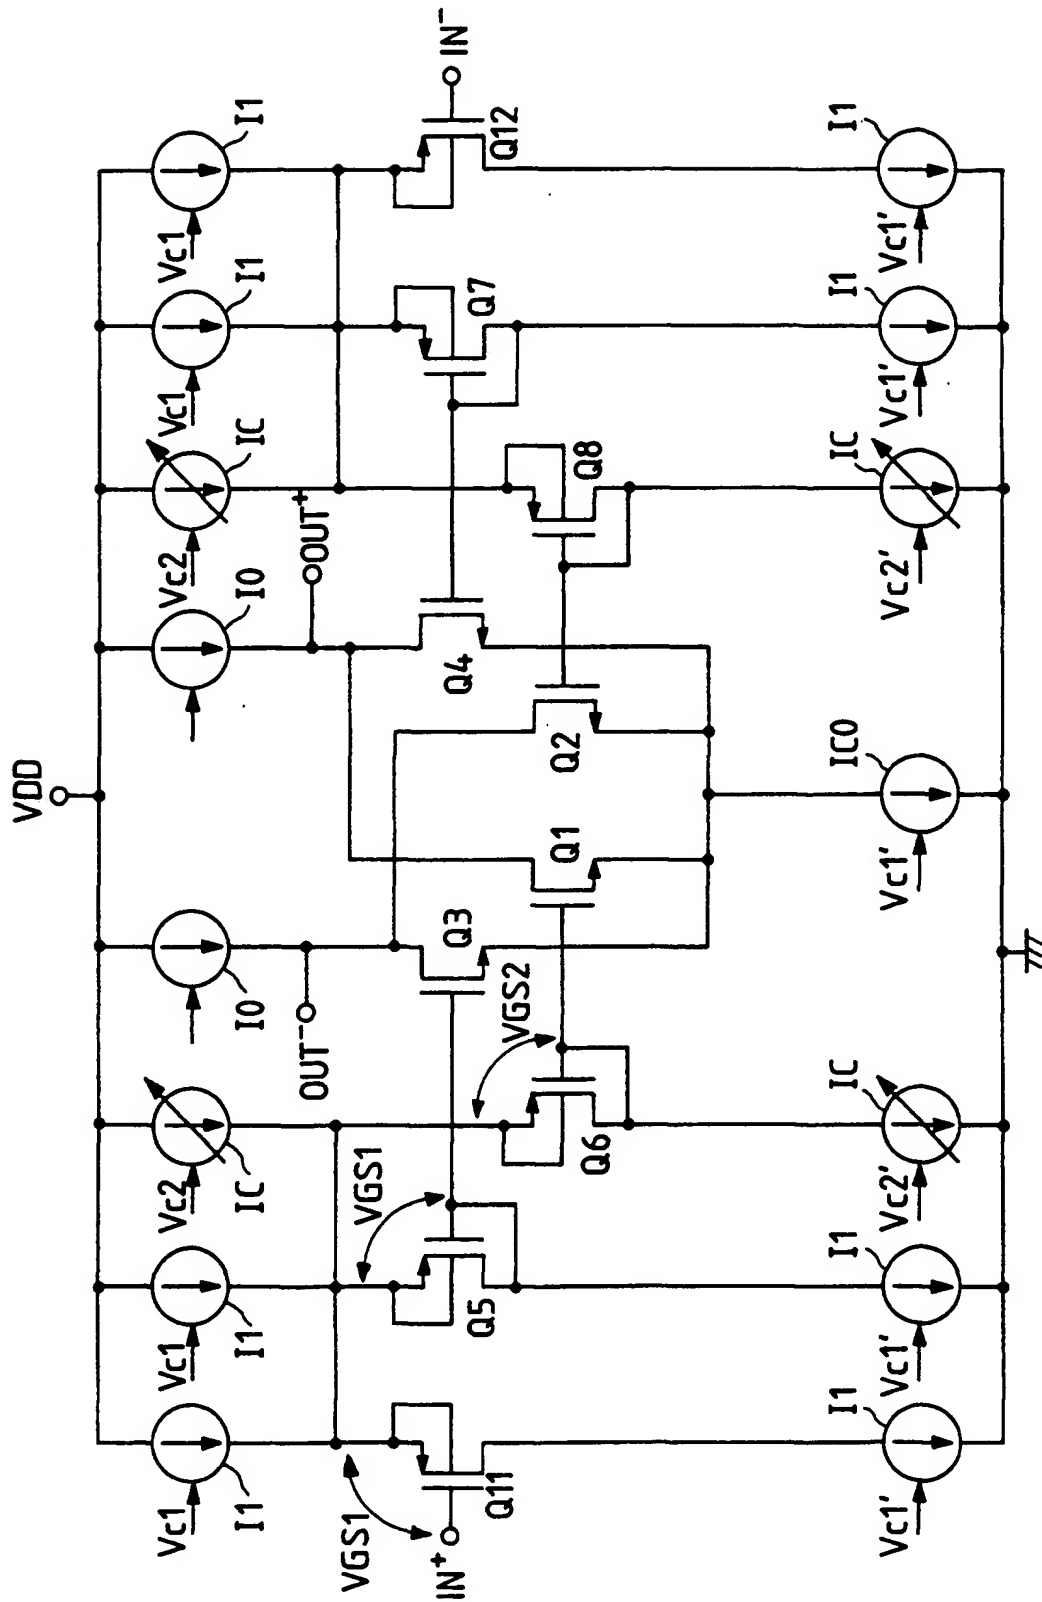 VDD
Vc1
Vc1
Vc2
Vc2
Vc1
Vc1
I1
I1
IC
I0
I0
IC
I1
I1
OUT⁻
OUT⁺
VGS1
VGS1
IN⁺
IN⁻
Q3
Q4
Q5
Q7
Q11
Q12
VGS2
Q1
Q2
Q6
Q8
I1
I1
IC
IC0
IC
I1
I1
Vc1'
Vc1'
Vc2'
Vc1'
Vc2'
Vc1'
Vc1'